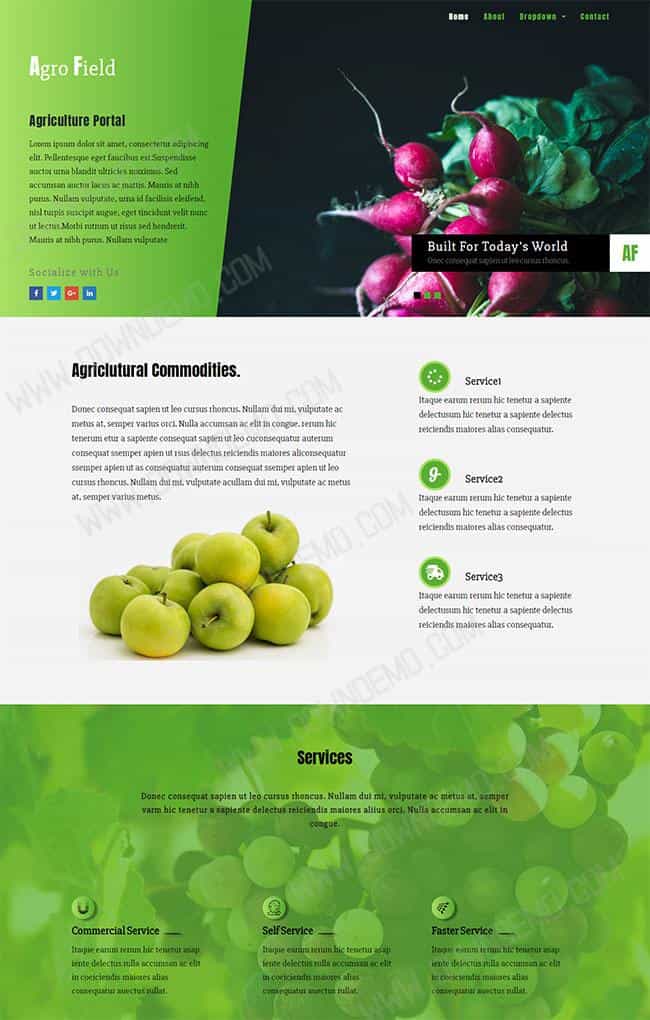 Home About Dropdown Contact
Agro Field
Agriculture Portal
Lorem ipsum dolor sit amet, consectetur adipiscing
elit. Pellentesque eget faucibus est.Suspendisse
auctor urna blandit ultricies maximus. Sed
accumsan auctor lacus ac mattis. Mauris at nibh
purus. Nullam vulputate, urna id facilisis eleifend,
nisl turpis suscipit augue, eget tincidunt velit nunc
ut lectus.Morbi rutrum ut risus sed hendrerit.
Mauris at nibh purus. Nullam vulputate
Socialize with Us
Built For Today's World
Onec consequat sapien ut leo cursus rhoncus.
AF
Agriclutural Commodities.
Donec consequat sapien ut leo cursus rhoncus. Nullam dui mi, vulputate ac
metus at, semper varius orci. Nulla accumsan ac elit in congue. rerum hic
tenerum etur a sapiente consequat sapien ut leo cuconsequatur auterum
consequat ssemper apien ut rsus delectus reiciendis maiores aliconsequatur
ssemper apien ut as consequatur auterum consequat ssemper apien ut leo
cursus rhoncus. Nullam dui mi, vulputate acullam dui mi, vulputate ac metus
at, semper varius metus.
Service1
Itaque earum rerum hic tenetur a sapiente
delectusum hic tenetur a sapiente delectus
reiciendis maiores alias consequatur.
Service2
Itaque earum rerum hic tenetur a sapiente
delectusum hic tenetur a sapiente delectus
reiciendis maiores alias consequatur.
Service3
Itaque earum rerum hic tenetur a sapiente
delectusum hic tenetur a sapiente delectus
reiciendis maiores alias consequatur.
Services
Donec consequat sapien ut leo cursus rhoncus. Nullam dui mi, vulputate ac metus at, semper
varm hic tenetur a sapiente delectus reiciendis maiores aliius orci. Nulla accumsan ac elit in
congue.
Commercial Service
Itaque earum rerum hic tenetur asap
iente delectus rulla accumsan ac elit
in coeiciendis maiores alias
consequatur auectus rullat.
Self Service
Itaque earum rerum hic tenetur asap
iente delectus rulla accumsan ac elit
in coeiciendis maiores alias
consequatur auectus rullat.
Faster Service
Itaque earum rerum hic tenetur asap
iente delectus rulla accumsan ac elit
in coeiciendis maiores alias
consequatur auectus rullat.
WWW.DOWNDEMO.COM